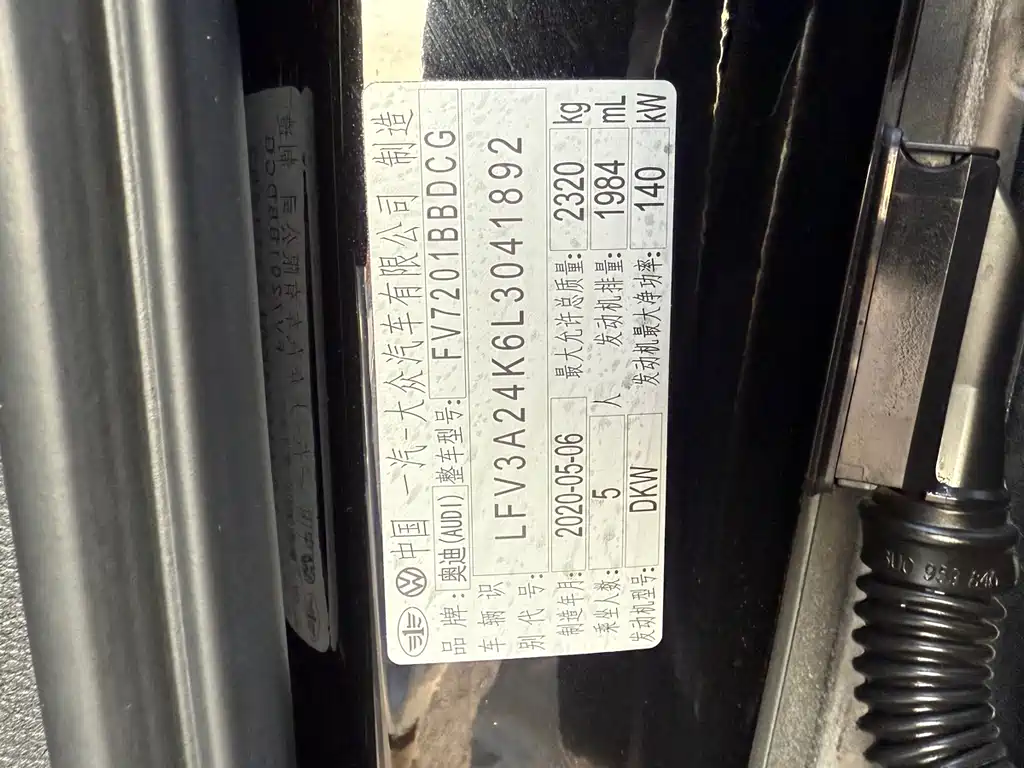 中国 一汽-大众汽车有限公司 制造
品牌: 奥迪(AUDI) 整车型号: FV7201BBDCG
车辆识别代号: LFV3A24K6L3041892
制造年月: 2020-05-06 最大允许总质量: 2320 kg
乘坐人数: 5 人 发动机排量: 1984 mL
发动机型号: DKW 发动机最大净功率: 140 kW
959